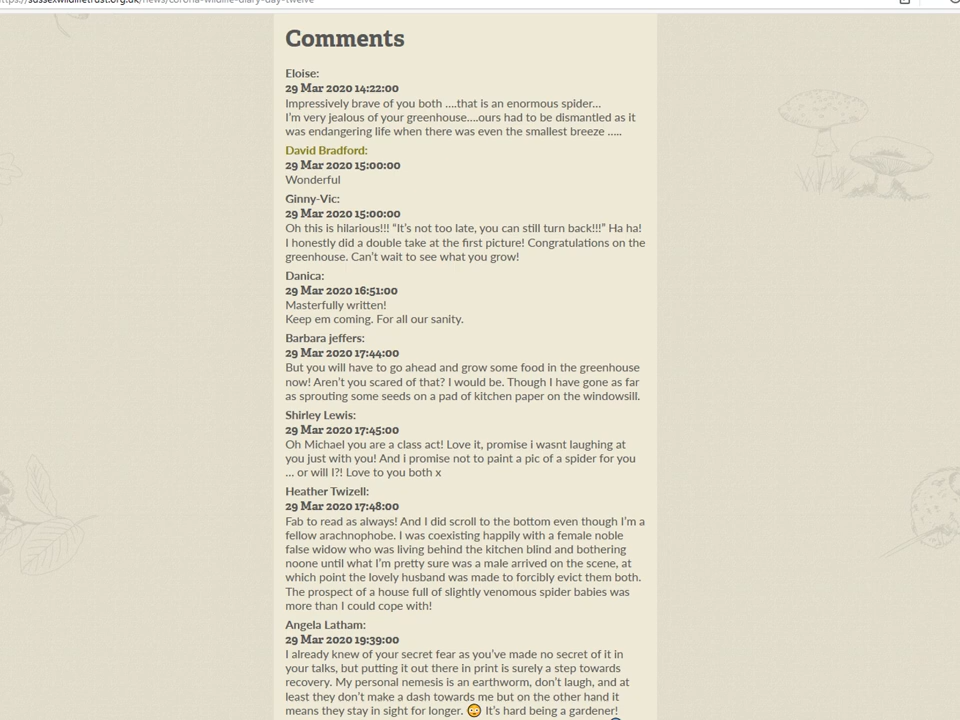 https://sussexwildlifetrust.org.uk/news/corona-wildlife-diary-day-twelve
Comments
Eloise:
29 Mar 2020 14:22:00
Impressively brave of you both ....that is an enormous spider...
I'm very jealous of your greenhouse....ours had to be dismantled as it
was endangering life when there was even the smallest breeze .....
David Bradford:
29 Mar 2020 15:00:00
Wonderful
Ginny-Vic:
29 Mar 2020 15:00:00
Oh this is hilarious!!! "It's not too late, you can still turn back!!!" Ha ha!
I honestly did a double take at the first picture! Congratulations on the
greenhouse. Can't wait to see what you grow!
Danica:
29 Mar 2020 16:51:00
Masterfully written!
Keep em coming. For all our sanity.
Barbara jeffers:
29 Mar 2020 17:44:00
But you will have to go ahead and grow some food in the greenhouse
now! Aren't you scared of that? I would be. Though I have gone as far
as sprouting some seeds on a pad of kitchen paper on the windowsill.
Shirley Lewis:
29 Mar 2020 17:45:00
Oh Michael you are a class act! Love it, promise i wasnt laughing at
you just with you! And i promise not to paint a pic of a spider for you
... or will I?! Love to you both x
Heather Twizell:
29 Mar 2020 17:48:00
Fab to read as always! And I did scroll to the bottom even though I'm a
fellow arachnophobe. I was coexisting happily with a female noble
false widow who was living behind the kitchen blind and bothering
noone until what I'm pretty sure was a male arrived on the scene, at
which point the lovely husband was made to forcibly evict them both.
The prospect of a house full of slightly venomous spider babies was
more than I could cope with!
Angela Latham:
29 Mar 2020 19:39:00
I already knew of your secret fear as you've made no secret of it in
your talks, but putting it out there in print is surely a step towards
recovery. My personal nemesis is an earthworm, don't laugh, and at
least they don't make a dash towards me but on the other hand it
means they stay in sight for longer. 😳 It's hard being a gardener!